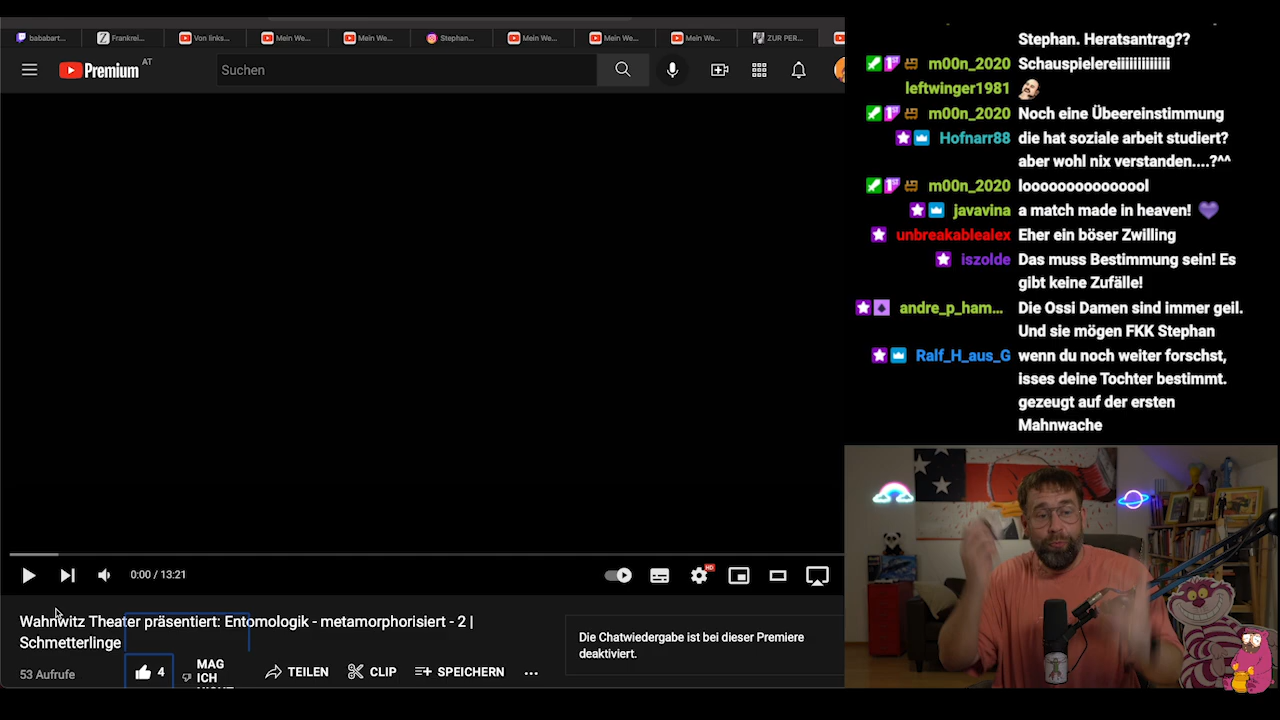 bababart...
Frankrei...
Von links...
Mein We...
Mein We...
Stephan...
Mein We...
Mein We...
Mein We...
ZUR PER...
Premium AT
Suchen
0:00 / 13:21
HD
Wahnwitz Theater präsentiert: Entomologik - metamorphorisiert - 2 |
Schmetterlinge
53 Aufrufe
4
MAG
ICH
TEILEN
CLIP
SPEICHERN
Die Chatwiedergabe ist bei dieser Premiere
deaktiviert.
Stephan. Heratsantrag??
m00n_2020 Schauspielereiiiiiiiiiiiii
leftwinger1981
m00n_2020 Noch eine Übeereinstimmung
Hofnarr88 die hat soziale arbeit studiert?
aber wohl nix verstanden....?^^
m00n_2020 looooooooooooool
javavina a match made in heaven!
unbreakablealex Eher ein böser Zwilling
iszolde Das muss Bestimmung sein! Es
gibt keine Zufälle!
andre_p_ham... Die Ossi Damen sind immer geil.
Und sie mögen FKK Stephan
Ralf_H_aus_G wenn du noch weiter forschst,
isses deine Tochter bestimmt.
gezeugt auf der ersten
Mahnwache